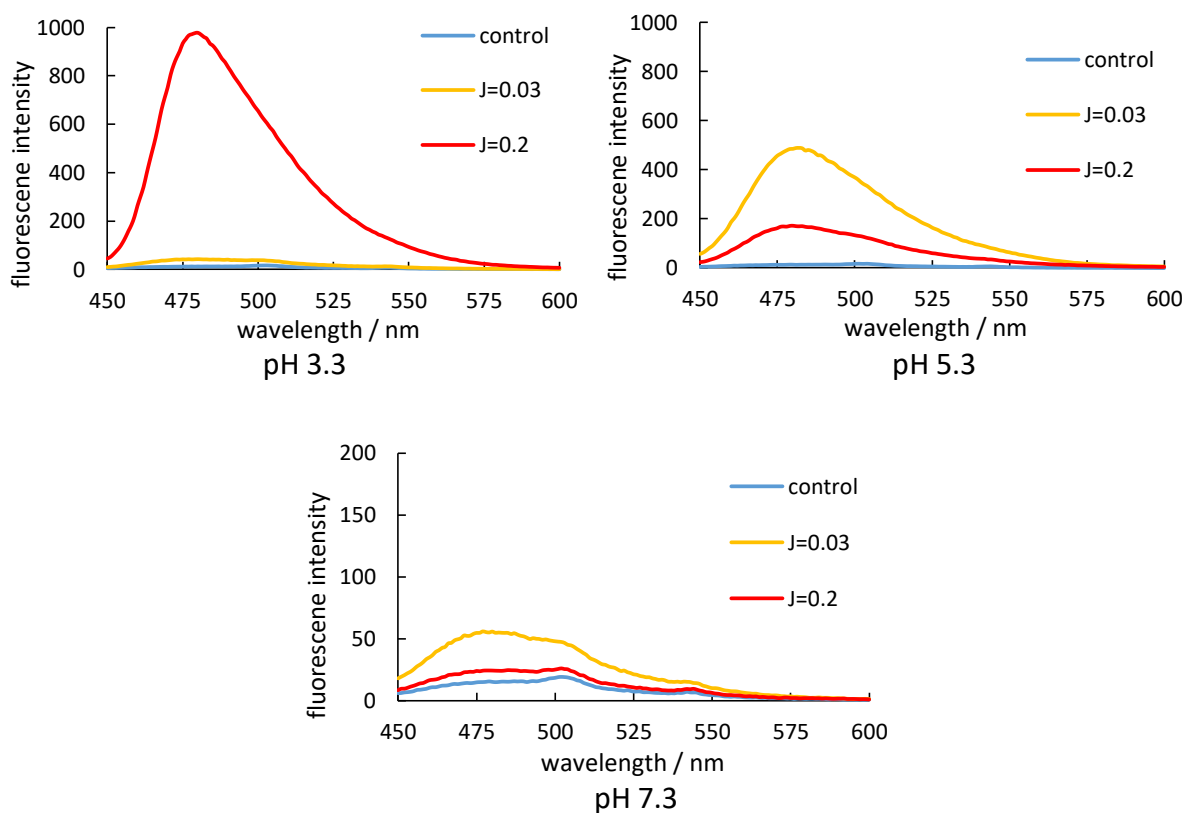 fluorescene intensity
1000
800
600
400
200
0
450 475 500 525 550 575 600
wavelength / nm
control
J=0.03
J=0.2
pH 3.3
fluorescene intensity
1000
800
600
400
200
0
450 475 500 525 550 575 600
wavelength / nm
control
J=0.03
J=0.2
pH 5.3
fluorescene intensity
200
150
100
50
0
450 475 500 525 550 575 600
wavelength / nm
control
J=0.03
J=0.2
pH 7.3